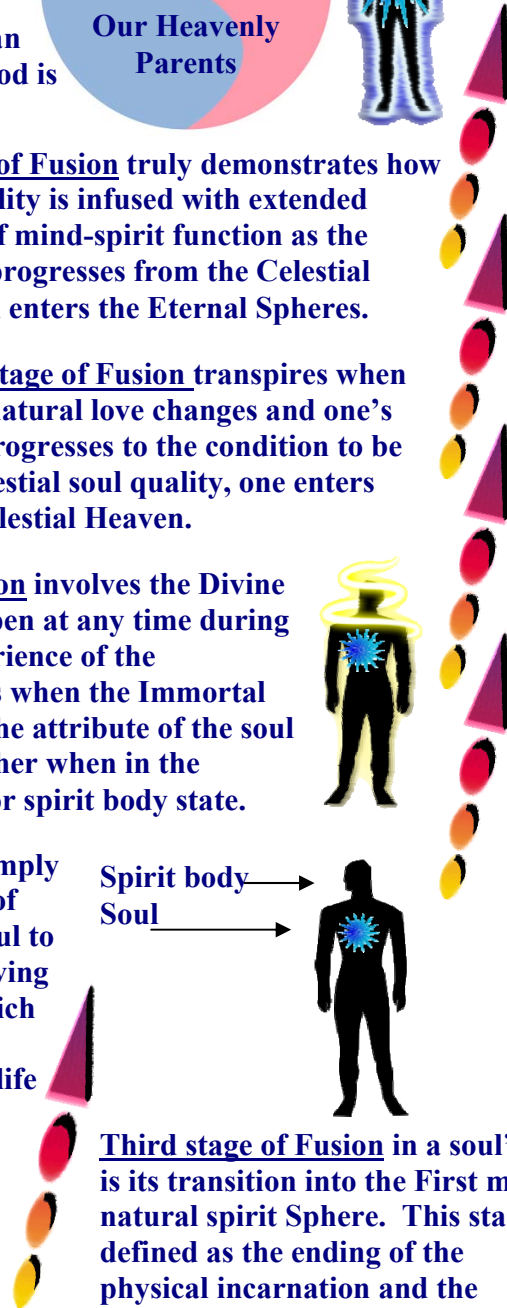 an
Our Heavenly
od is
Parents
of Fusion truly demonstrates how
lity is infused with extended
f mind-spirit function as the
progresses from the Celestial
enters the Eternal Spheres.
tage of Fusion transpires when
natural love changes and one's
rogresses to the condition to be
estial soul quality, one enters
lestial Heaven.
on involves the Divine
pen at any time during
rience of the
s when the Immortal
he attribute of the soul
her when in the
or spirit body state.
mply
of
ul to
ving
ich
life
Spirit body
Soul
Third stage of Fusion in a soul'
is its transition into the First m
natural spirit Sphere. This sta
defined as the ending of the
physical incarnation and the